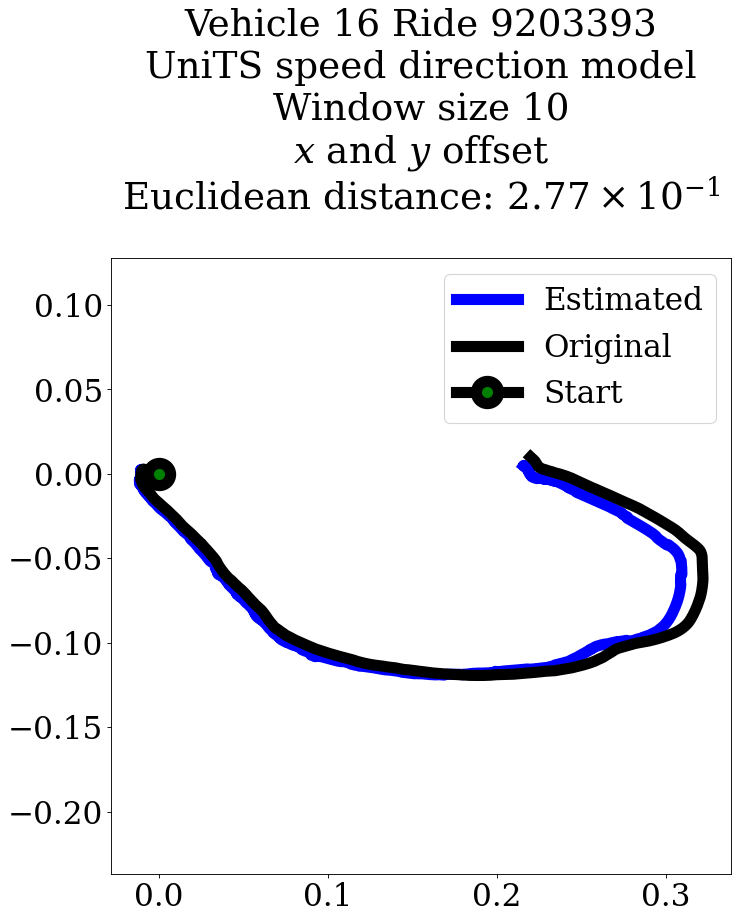 Vehicle 16 Ride 9203393
UniTS speed direction model
Window size 10
x and y offset
Euclidean distance: 2.77 × 10⁻¹
Estimated
Original
Start
0.10
0.05
0.00
−0.05
−0.10
−0.15
−0.20
0.0 0.1 0.2 0.3